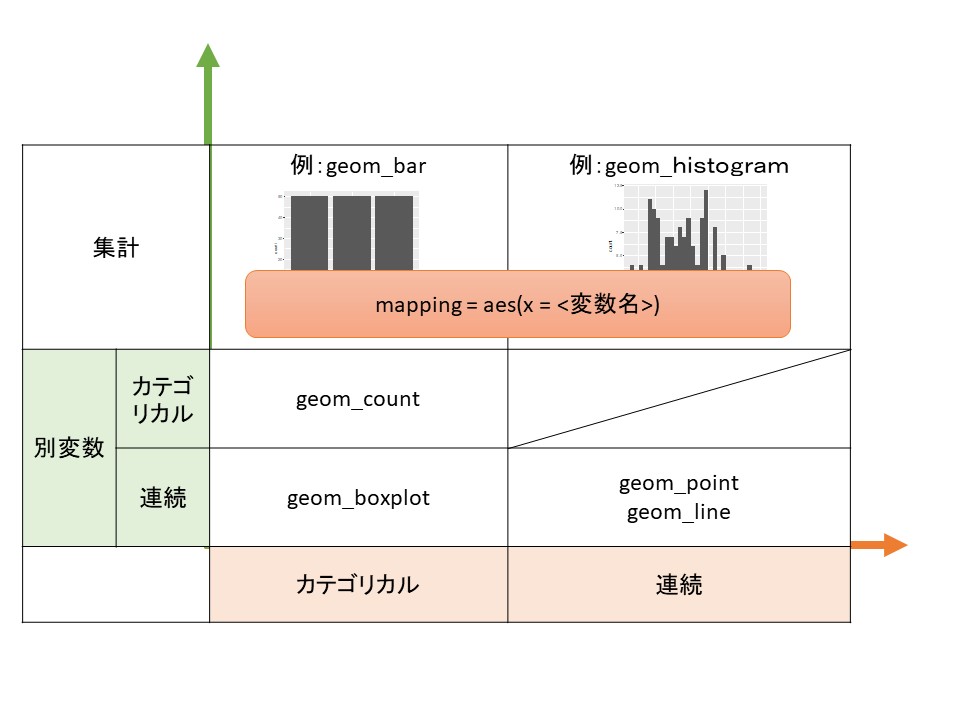 例：geom_bar
例：geom_histogram
集計
mapping = aes(x = <変数名>)
別変数
カテゴ
リカル
geom_count
連続
geom_boxplot
geom_point
geom_line
カテゴリカル
連続